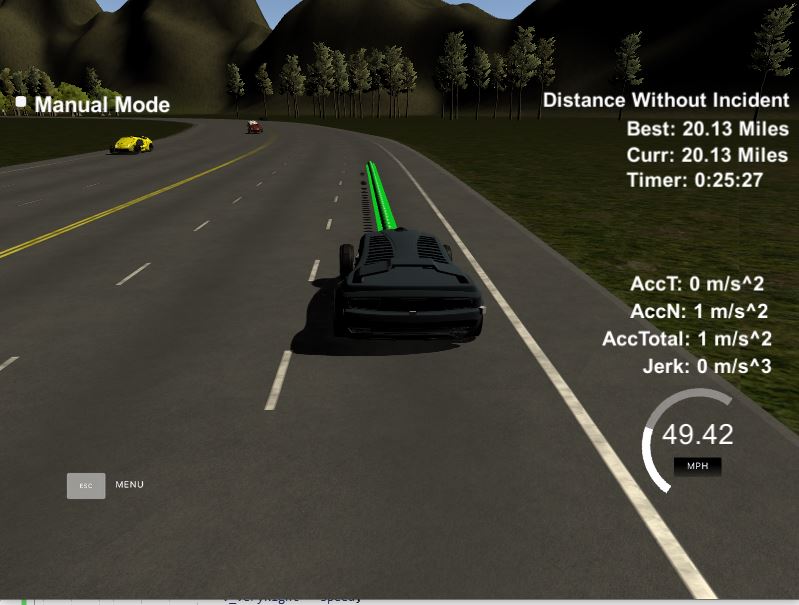 Manual Mode
Distance Without Incident
Best: 20.13 Miles
Curr: 20.13 Miles
Timer: 0:25:27
AccT: 0 m/s^2
AccN: 1 m/s^2
AccTotal: 1 m/s^2
Jerk: 0 m/s^3
49.42
MPH
ESC MENU